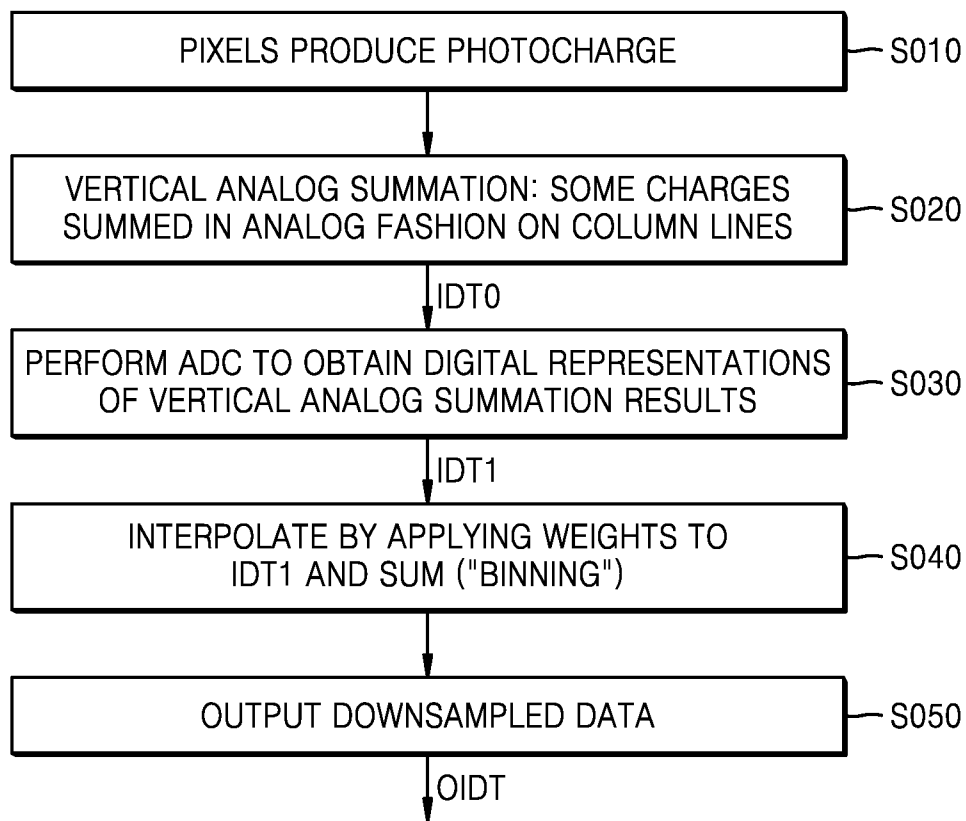 PIXELS PRODUCE PHOTOCHARGE
S010
VERTICAL ANALOG SUMMATION: SOME CHARGES
SUMMED IN ANALOG FASHION ON COLUMN LINES
S020
IDT0
PERFORM ADC TO OBTAIN DIGITAL REPRESENTATIONS
OF VERTICAL ANALOG SUMMATION RESULTS
S030
IDT1
INTERPOLATE BY APPLYING WEIGHTS TO
IDT1 AND SUM ("BINNING")
S040
OUTPUT DOWNSAMPLED DATA
S050
OIDT